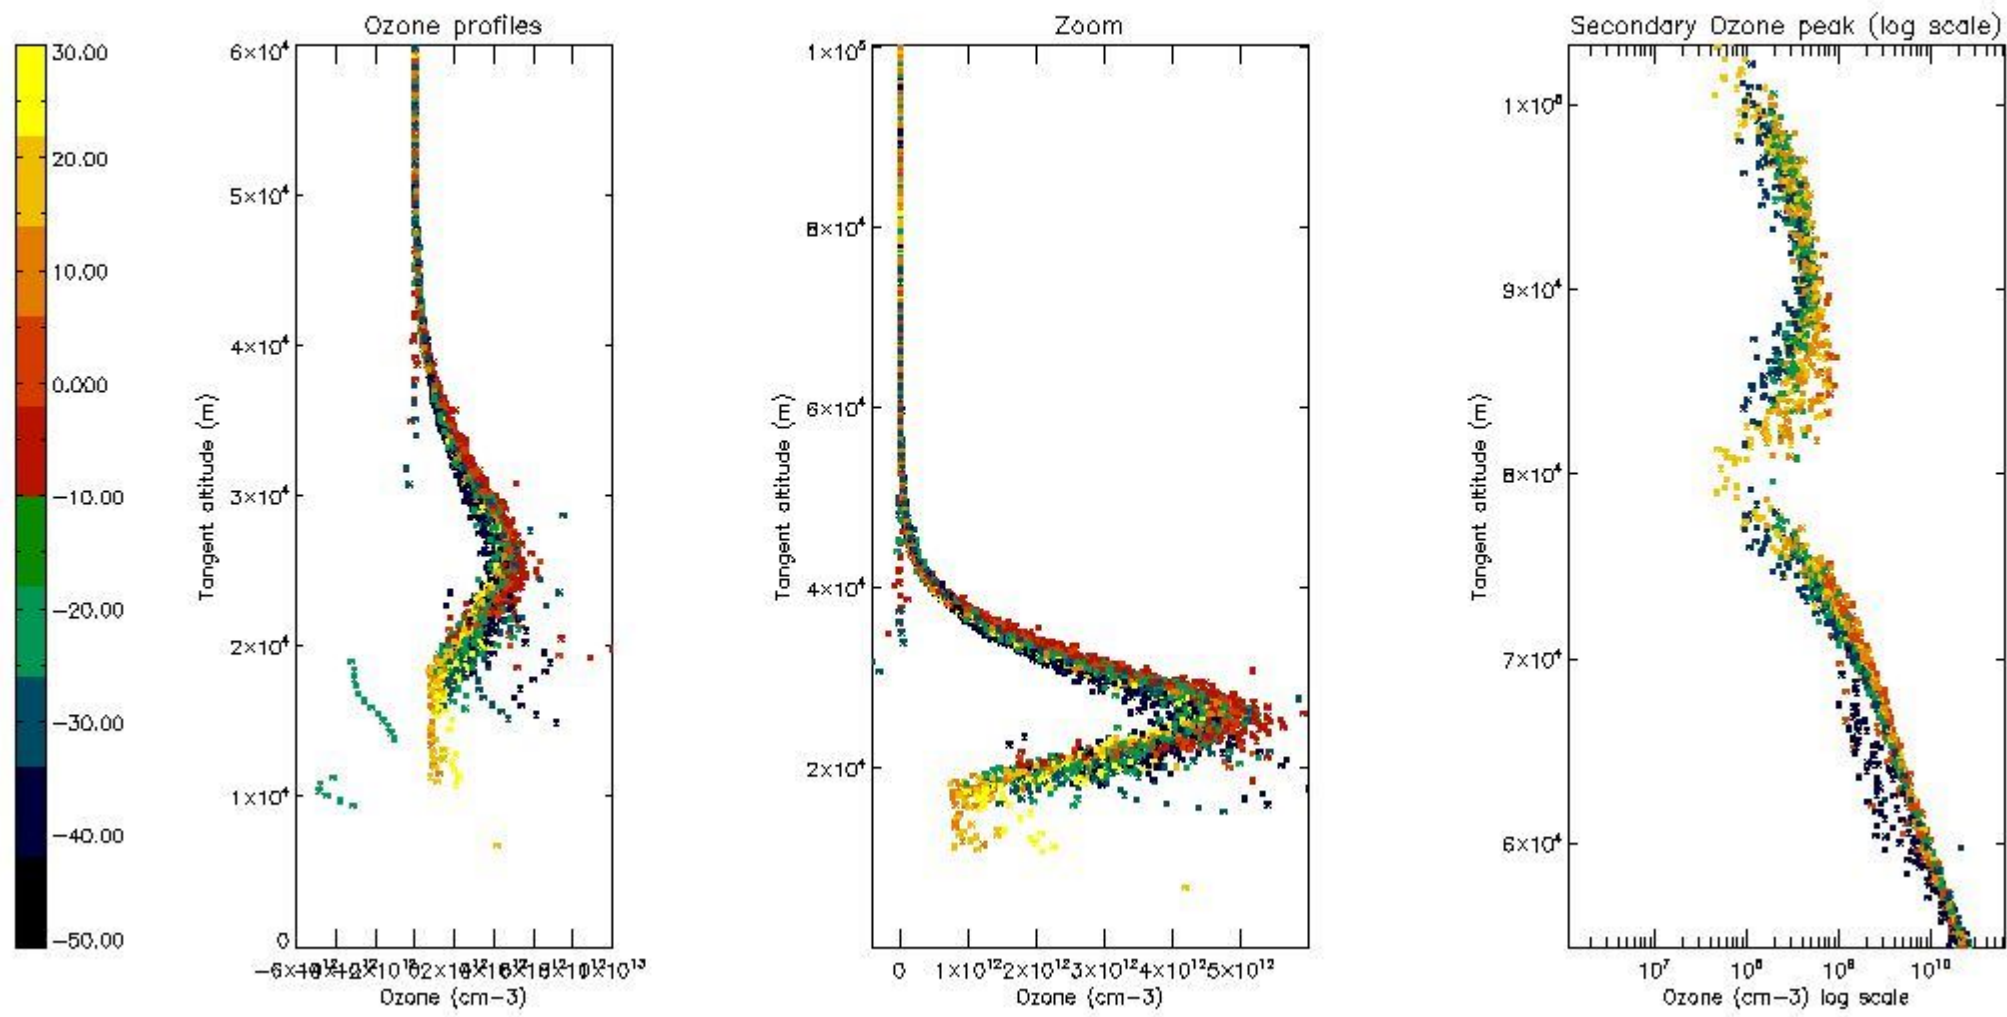 Ozone profiles
Zoom
Secondary Ozone peak (log scale)
30.00
20.00
10.00
0.000
−10.00
−20.00
−30.00
−40.00
−50.00
6×10⁴
5×10⁴
4×10⁴
3×10⁴
2×10⁴
1×10⁴
0
Tangent altitude (m)
Ozone (cm−3)
1×10⁵
8×10⁴
6×10⁴
4×10⁴
2×10⁴
Tangent altitude (m)
0 1×10¹² 2×10¹² 3×10¹² 4×10¹² 5×10¹²
Ozone (cm−3)
9×10⁴
8×10⁴
7×10⁴
6×10⁴
Tangent altitude (m)
10⁷ 10⁸ 10⁹ 10¹⁰
Ozone (cm−3) log scale